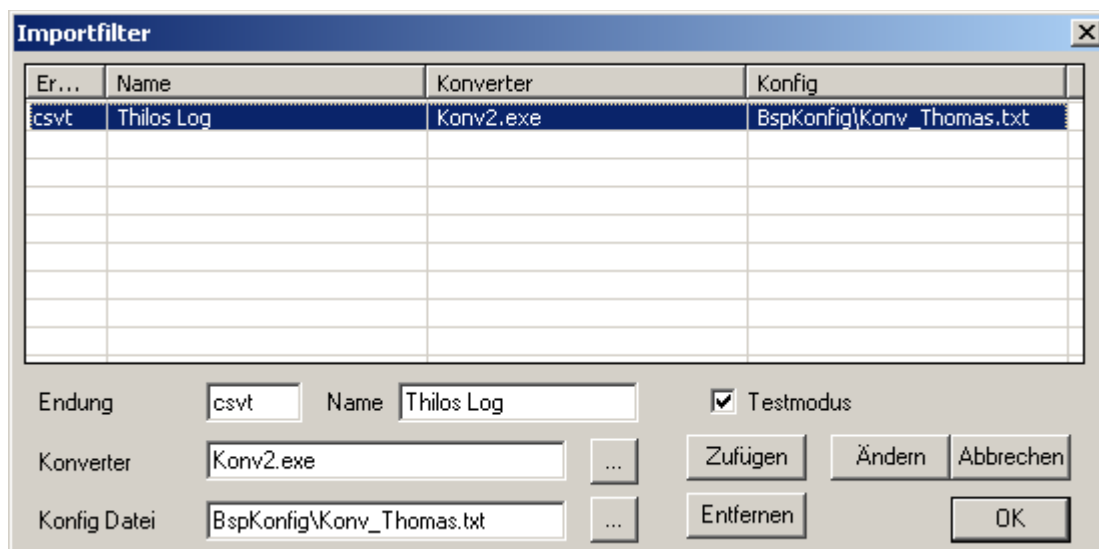 Importfilter
Er... Name Konverter Konfig
csvt Thilos Log Konv2.exe BspKonfig\Konv_Thomas.txt
Endung csvt Name Thilos Log Testmodus
Konverter Konv2.exe ... Zufügen Ändern Abbrechen
Konfig Datei BspKonfig\Konv_Thomas.txt ... Entfernen OK